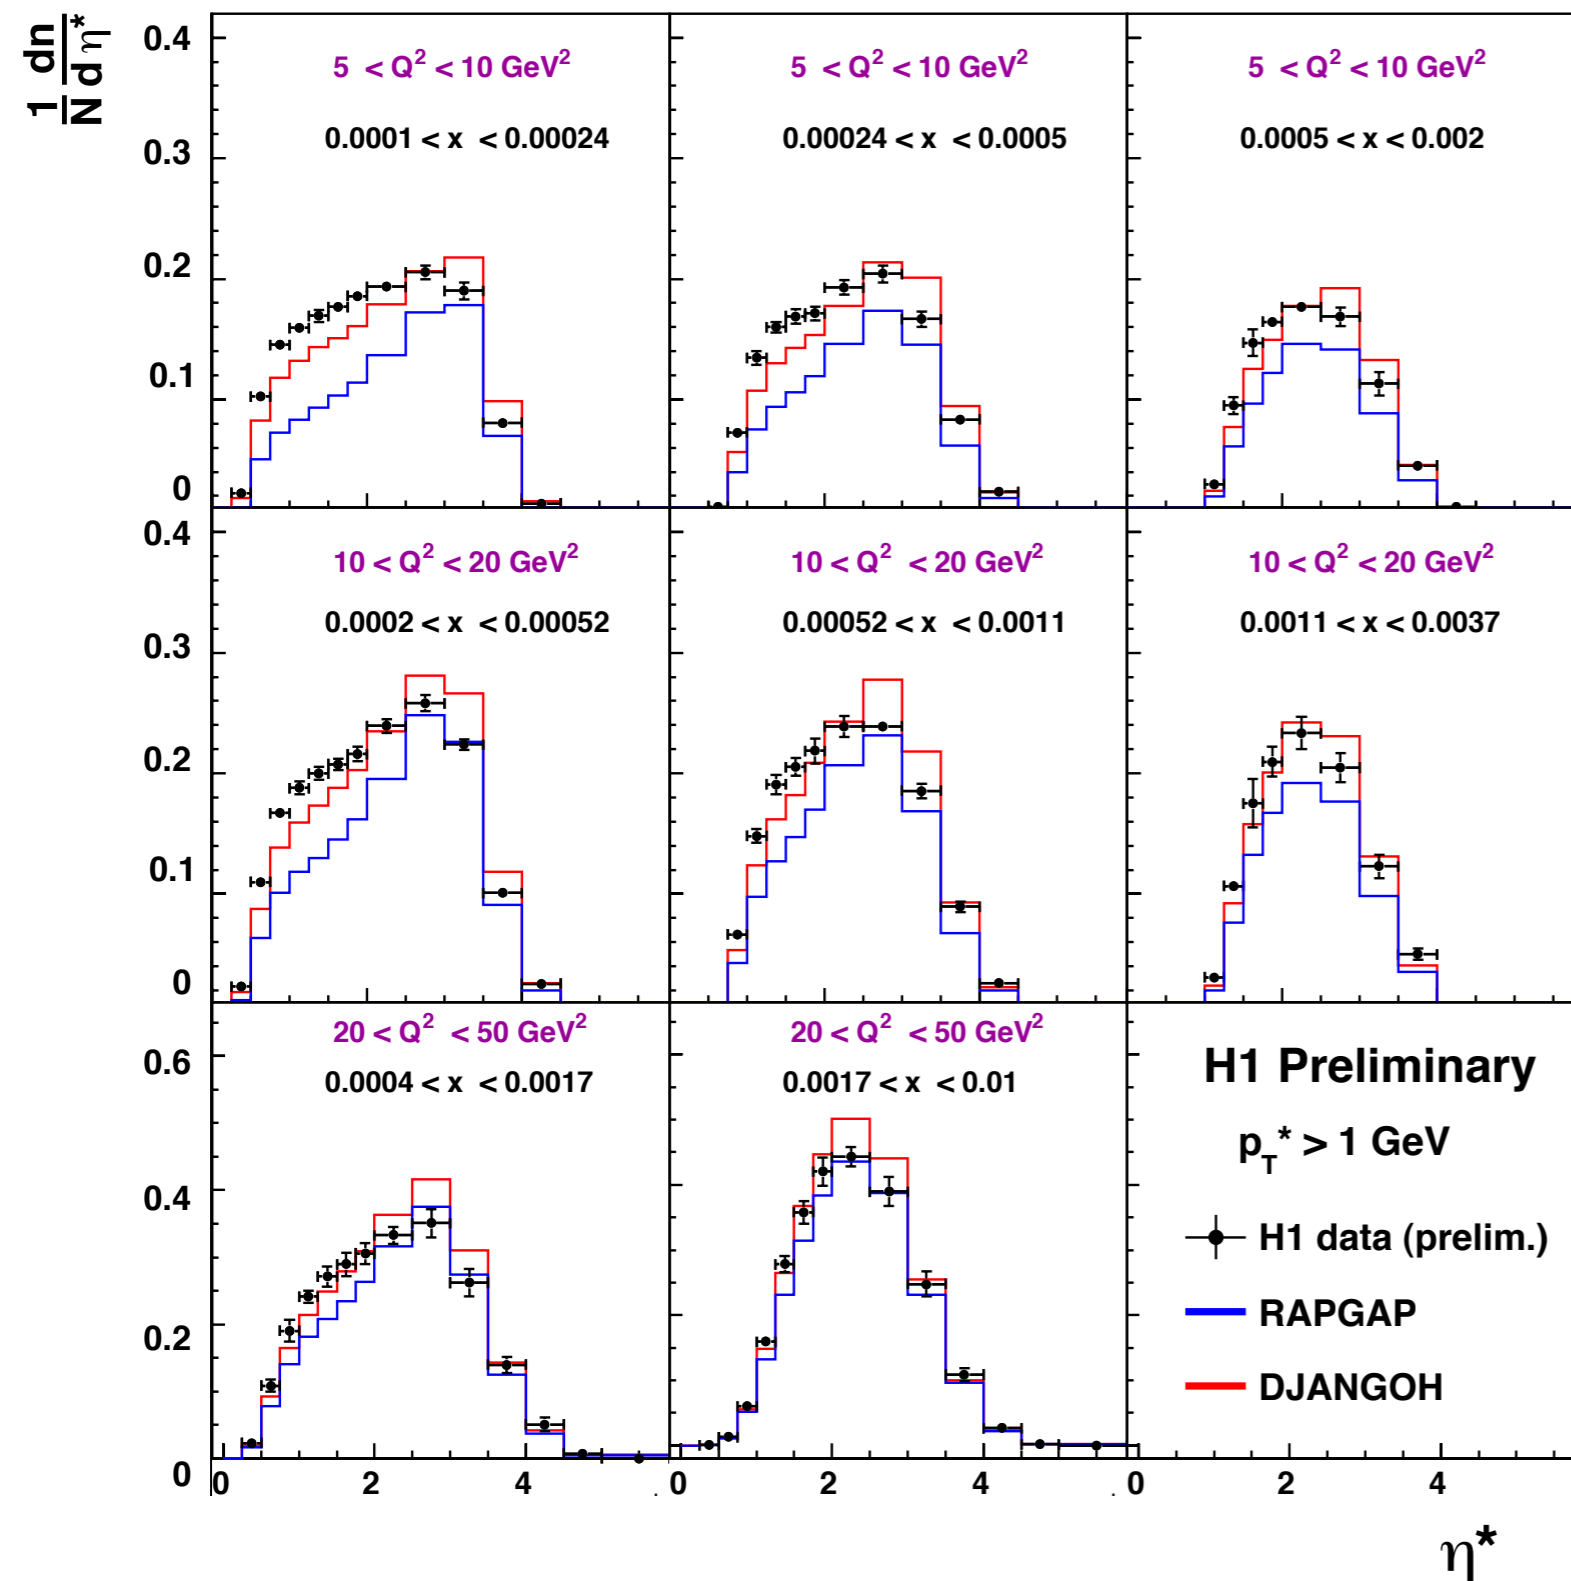 1/N dn/dη*
0.4
0.3
0.2
0.1
0
5 < Q² < 10 GeV²
0.0001 < x < 0.00024
5 < Q² < 10 GeV²
0.00024 < x < 0.0005
5 < Q² < 10 GeV²
0.0005 < x < 0.002
0.4
0.3
0.2
0.1
0
10 < Q² < 20 GeV²
0.0002 < x < 0.00052
10 < Q² < 20 GeV²
0.00052 < x < 0.0011
10 < Q² < 20 GeV²
0.0011 < x < 0.0037
0.6
0.4
0.2
0
20 < Q² < 50 GeV²
0.0004 < x < 0.0017
20 < Q² < 50 GeV²
0.0017 < x < 0.01
H1 Preliminary
p_T* > 1 GeV
H1 data (prelim.)
RAPGAP
DJANGOH
0 2 4 0 2 4 0 2 4
η*